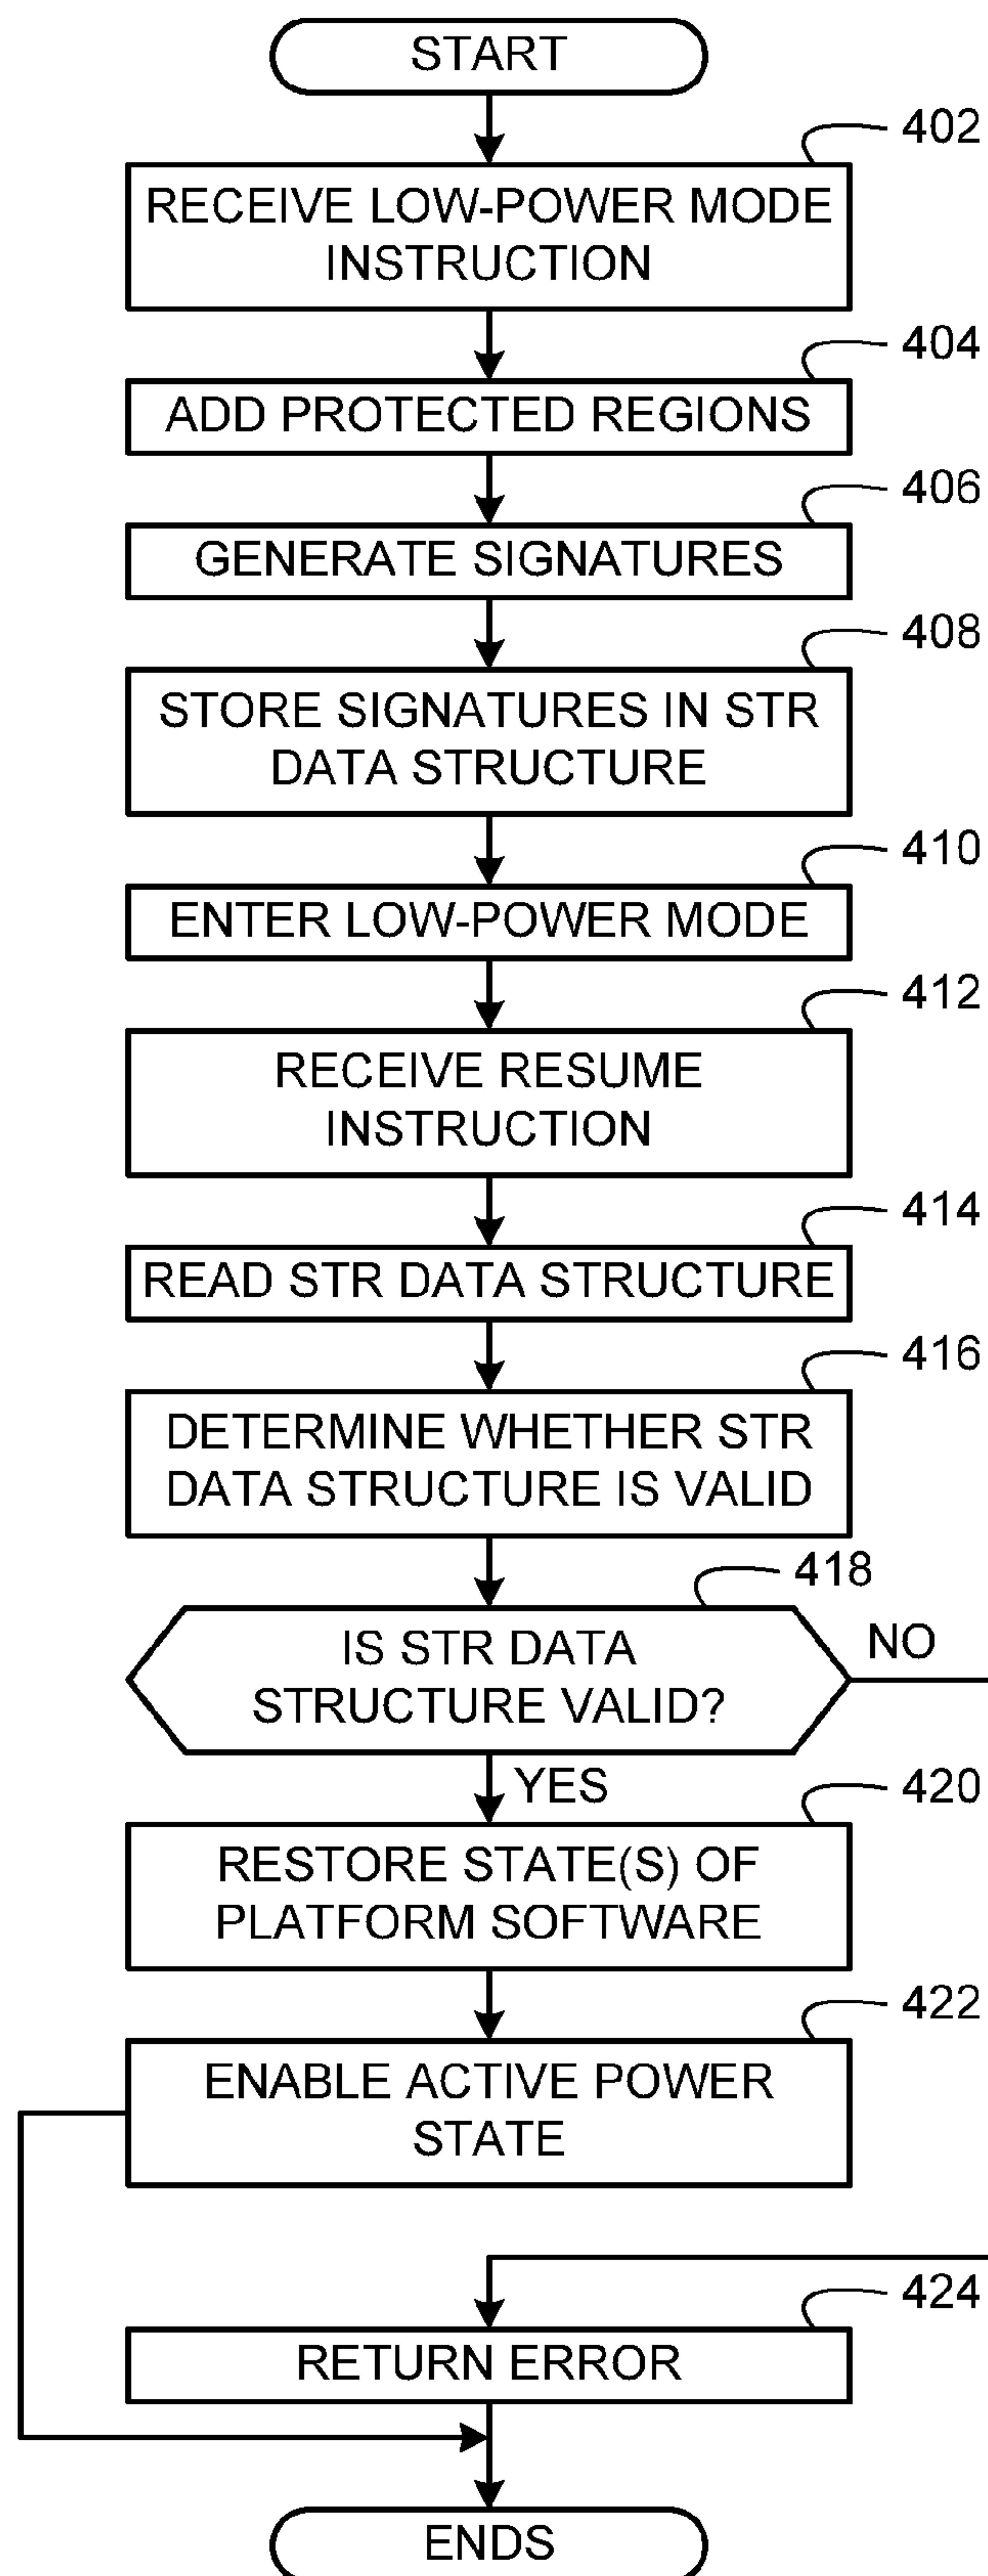 START
402
RECEIVE LOW-POWER MODE
INSTRUCTION
404
ADD PROTECTED REGIONS
406
GENERATE SIGNATURES
408
STORE SIGNATURES IN STR
DATA STRUCTURE
410
ENTER LOW-POWER MODE
412
RECEIVE RESUME
INSTRUCTION
414
READ STR DATA STRUCTURE
416
DETERMINE WHETHER STR
DATA STRUCTURE IS VALID
418
IS STR DATA
STRUCTURE VALID?
NO
YES
420
RESTORE STATE(S) OF
PLATFORM SOFTWARE
422
ENABLE ACTIVE POWER
STATE
424
RETURN ERROR
ENDS